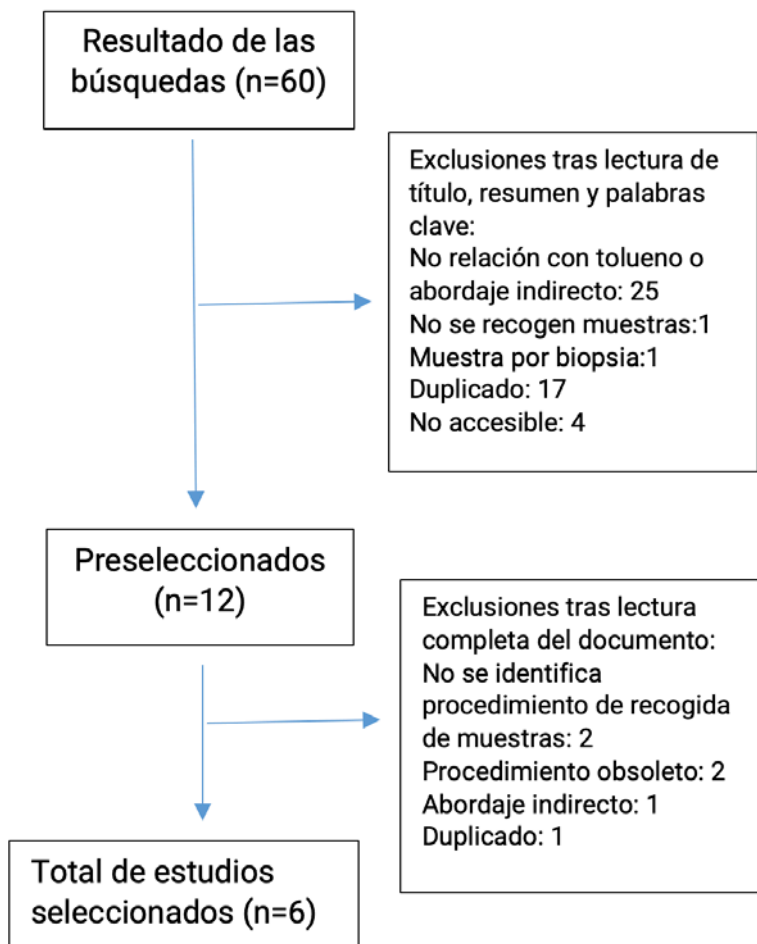 Resultado de las
búsquedas (n=60)
Exclusiones tras lectura de
título, resumen y palabras
clave:
No relación con tolueno o
abordaje indirecto: 25
No se recogen muestras:1
Muestra por biopsia:1
Duplicado: 17
No accesible: 4
Preseleccionados
(n=12)
Exclusiones tras lectura
completa del documento:
No se identifica
procedimiento de recogida
de muestras: 2
Procedimiento obsoleto: 2
Abordaje indirecto: 1
Duplicado: 1
Total de estudios
seleccionados (n=6)